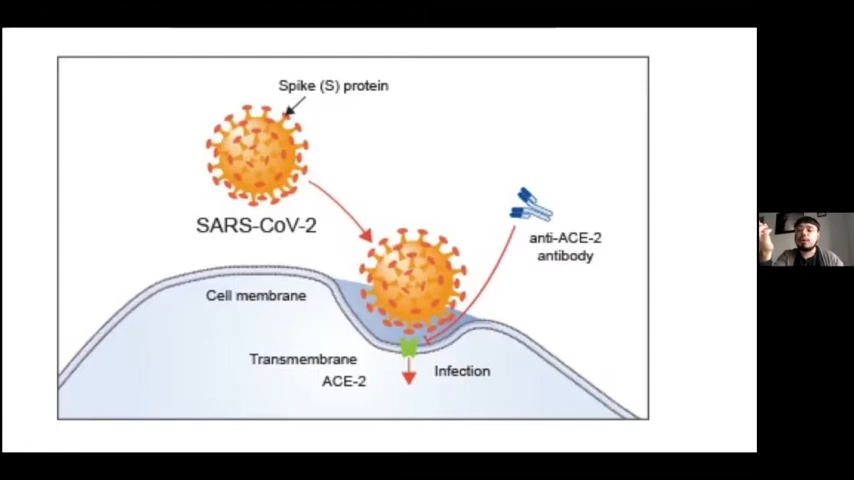 Spike (S) protein
SARS-CoV-2
anti-ACE-2
antibody
Cell membrane
Transmembrane
ACE-2
Infection